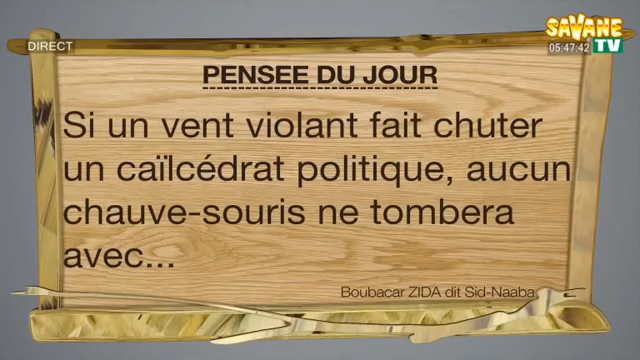 DIRECT
SAVANE
TV
05:47:42
PENSEE DU JOUR
Si un vent violant fait chuter
un caïlcédrat politique, aucun
chauve-souris ne tombera
avec...
Boubacar ZIDA dit Sid-Naaba